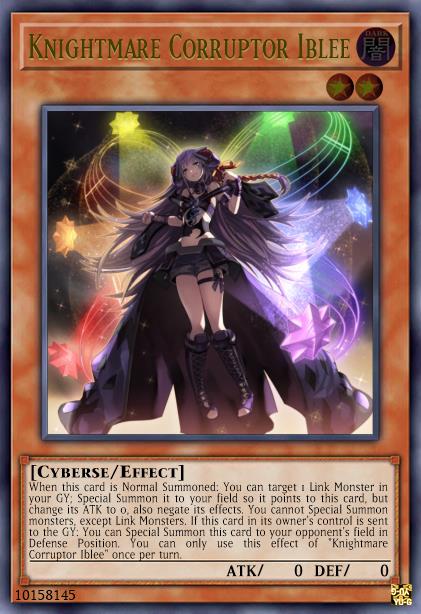 Knightmare Corruptor Iblee
DARK
闇
[Cyberse/Effect]
When this card is Normal Summoned: You can target 1 Link Monster in
your GY; Special Summon it to your field so it points to this card, but
change its ATK to 0, also negate its effects. You cannot Special Summon
monsters, except Link Monsters. If this card in its owner's control is sent
to the GY: You can Special Summon this card to your opponent's field in
Defense Position. You can only use this effect of "Knightmare
Corruptor Iblee" once per turn.
ATK/ 0 DEF/ 0
10158145